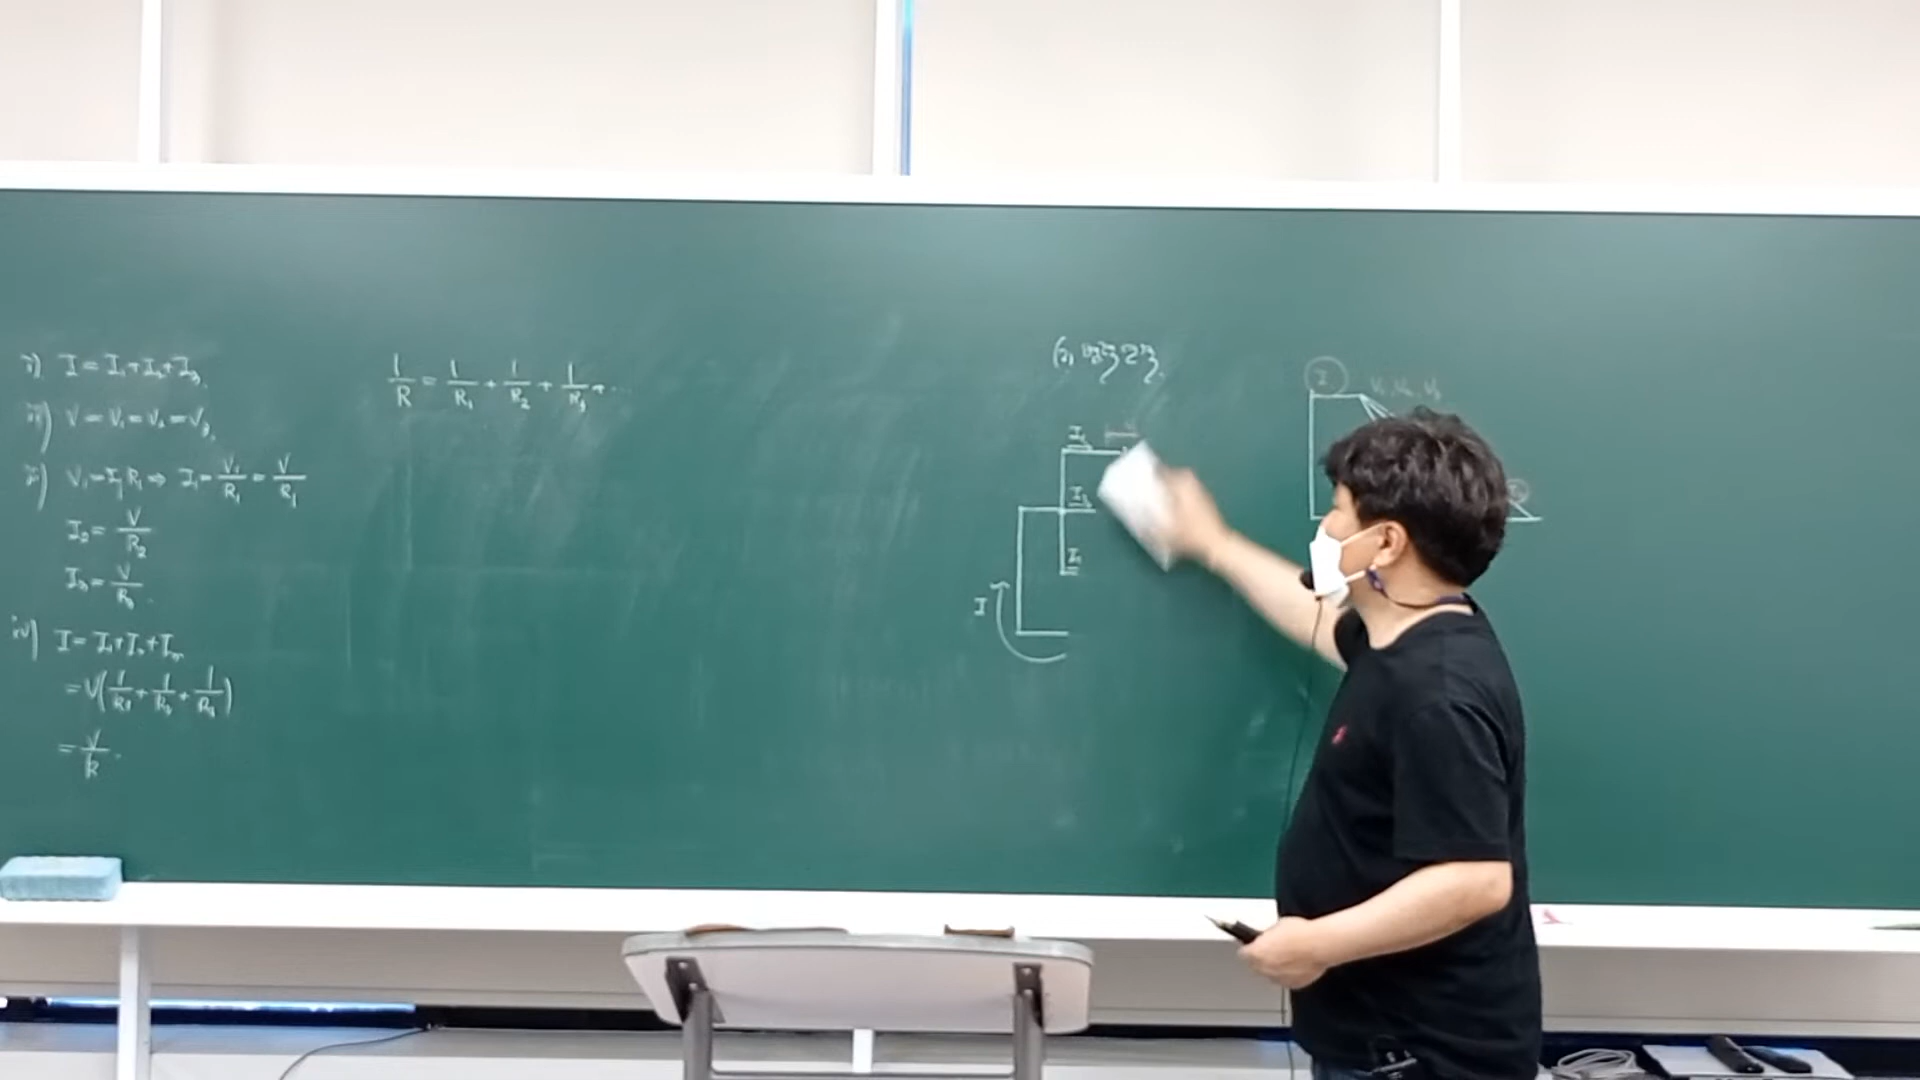 i) I = I₁ + I₂ + I₃.
ii) V = V₁ = V₂ = V₃.
iii) V₁ = I₁R₁ ⇒ I₁ = V₁/R₁ = V/R₁
I₂ = V/R₂
I₃ = V/R₃.
iv) I = I₁ + I₂ + I₃
= V(1/R₁ + 1/R₂ + 1/R₃)
= V/R.
1/R = 1/R₁ + 1/R₂ + 1/R₃ + ...
(2) 병렬연결.
I₁
I₂
I₃
I
I
V₁, V₂, V₃